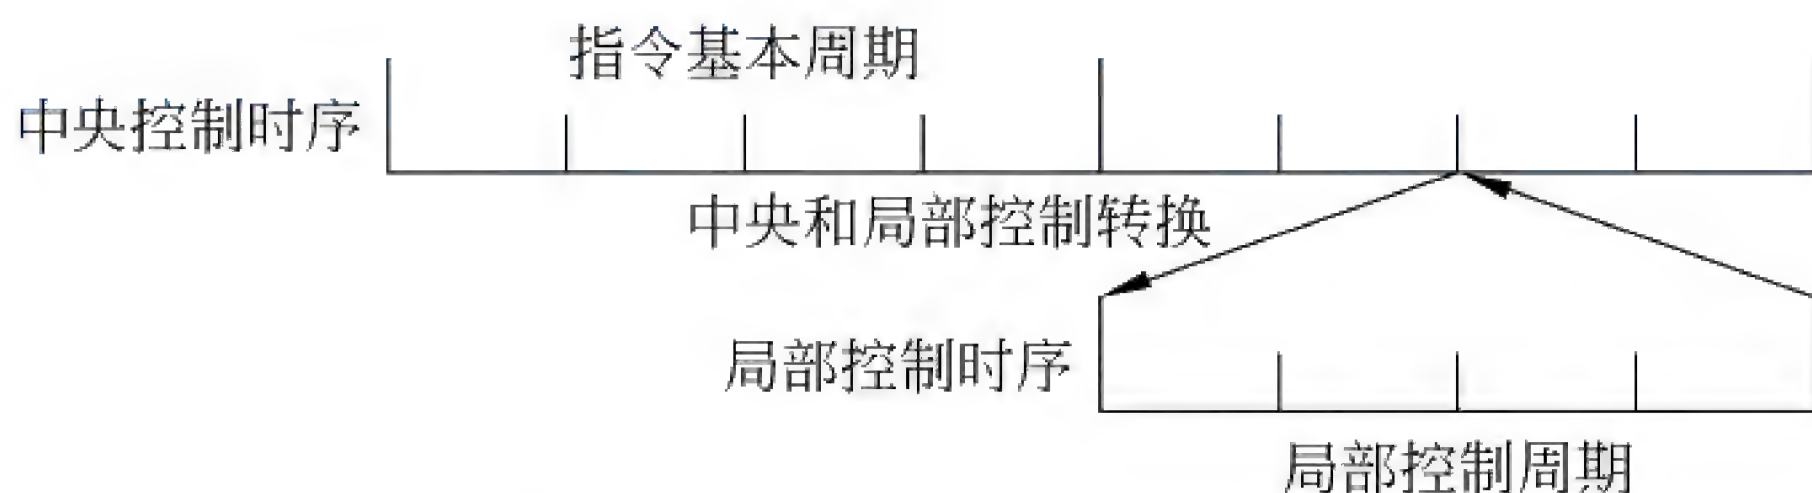 指令基本周期
中央控制时序
中央和局部控制转换
局部控制时序
局部控制周期